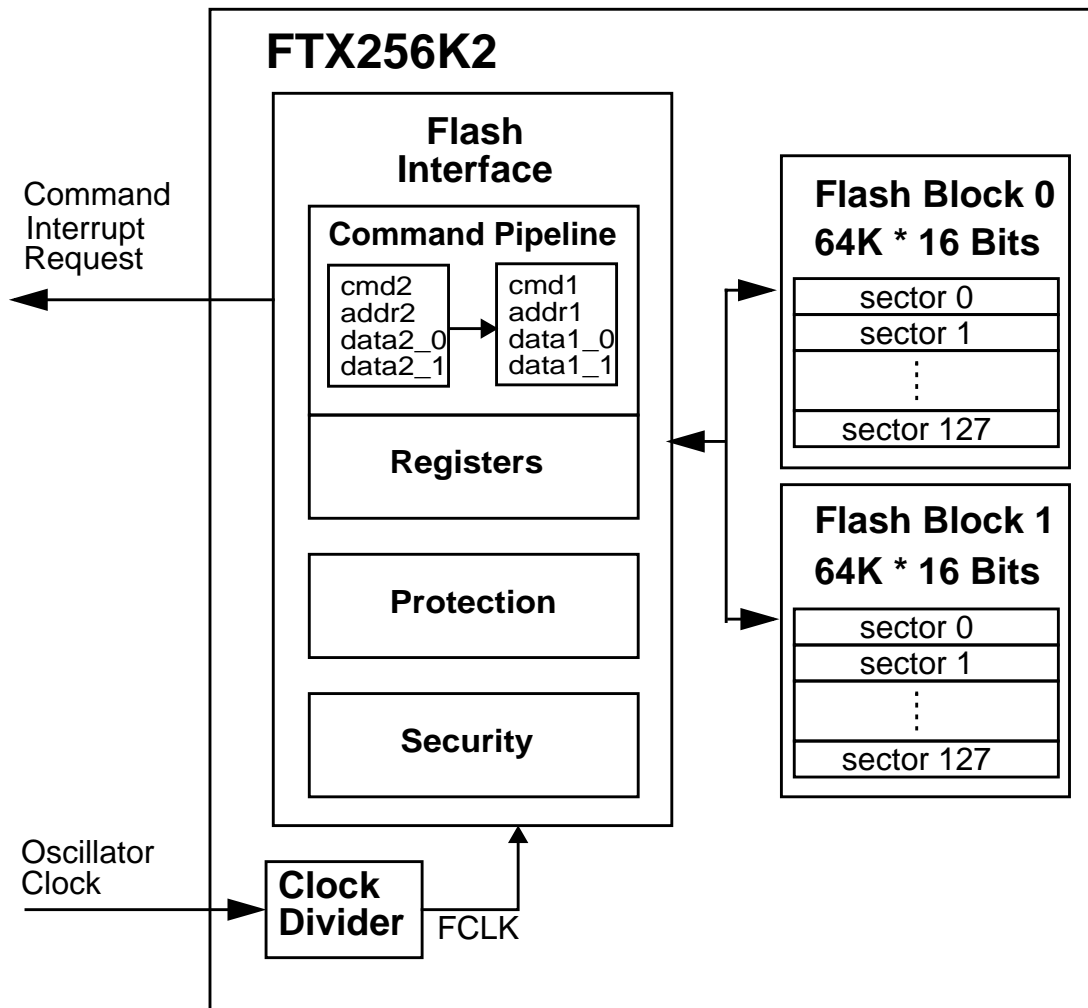 FTX256K2
Flash
Interface
Command
Interrupt
Request
Command Pipeline
cmd2
addr2
data2_0
data2_1
cmd1
addr1
data1_0
data1_1
Registers
Protection
Security
Flash Block 0
64K * 16 Bits
sector 0
sector 1
sector 127
Flash Block 1
64K * 16 Bits
sector 0
sector 1
sector 127
Oscillator
Clock
Clock
Divider
FCLK